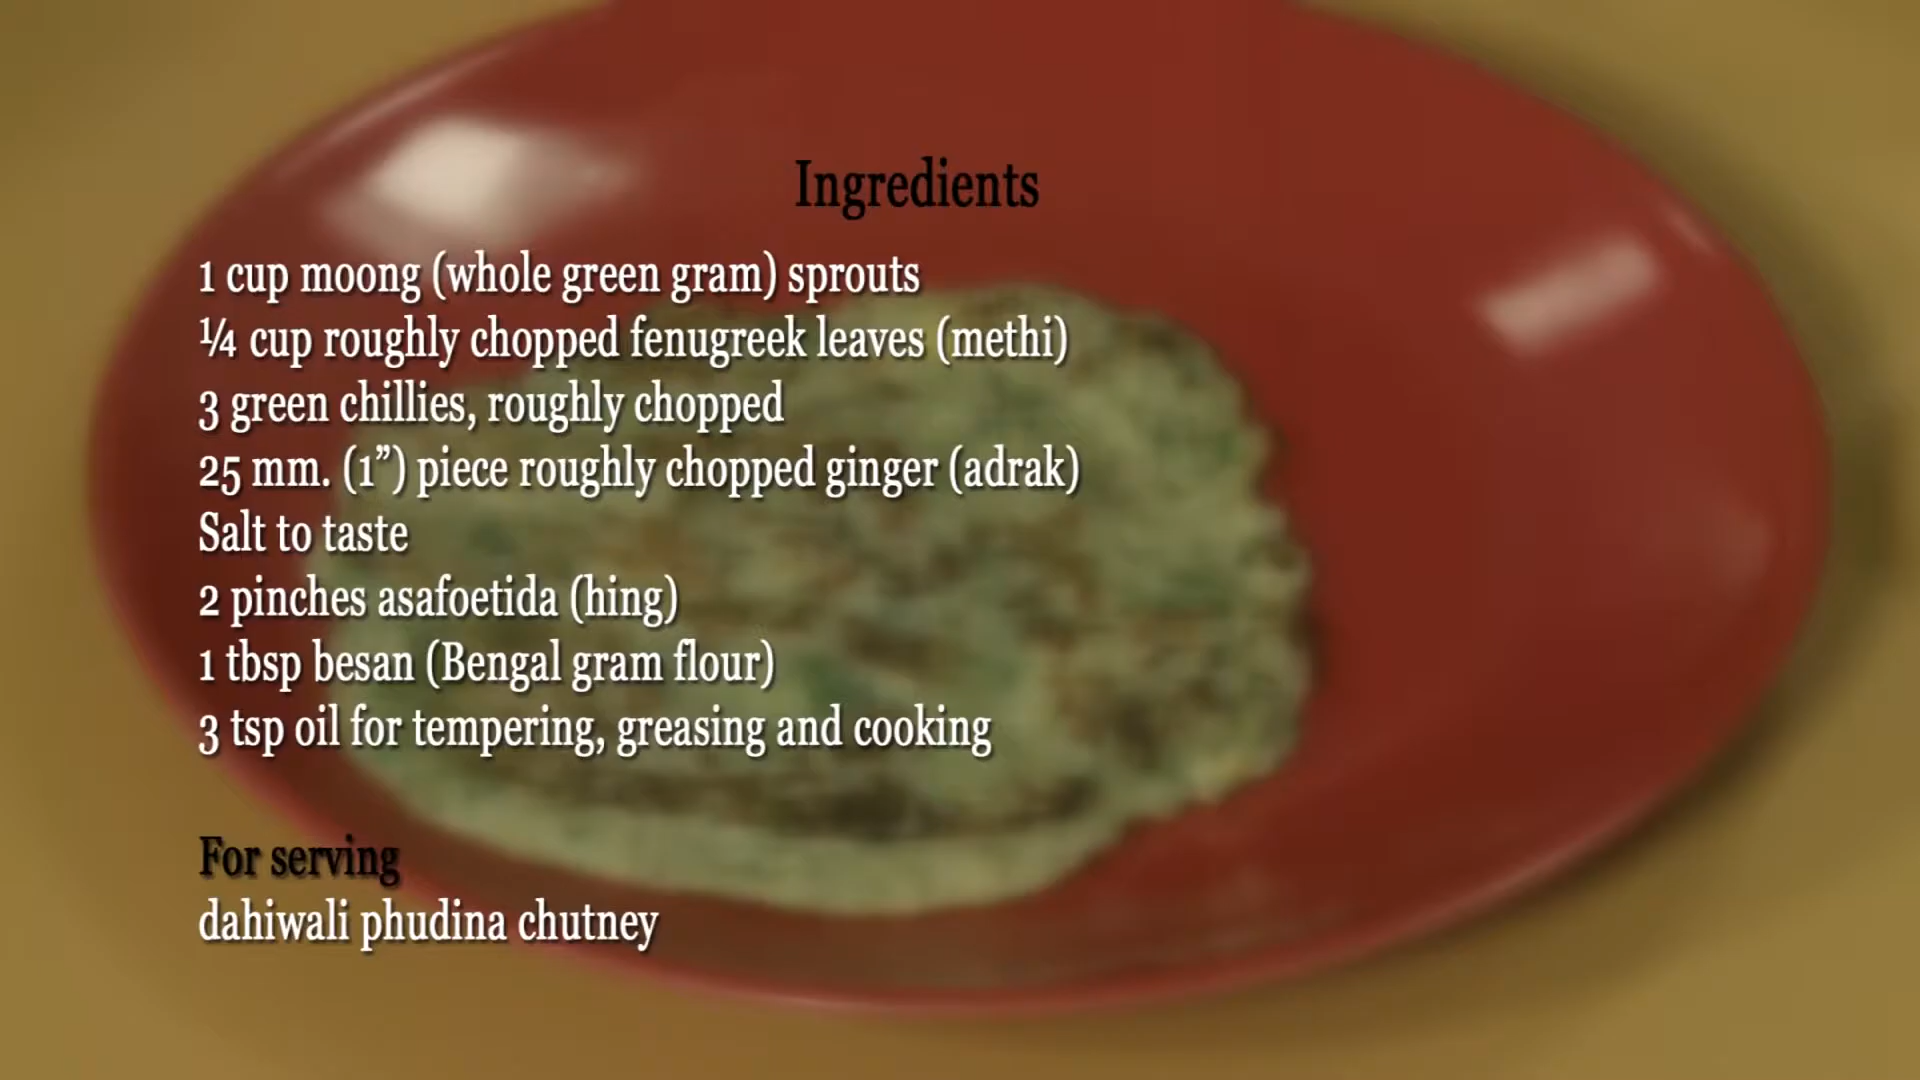 Ingredients
1 cup moong (whole green gram) sprouts
¼ cup roughly chopped fenugreek leaves (methi)
3 green chillies, roughly chopped
25 mm. (1”) piece roughly chopped ginger (adrak)
Salt to taste
2 pinches asafoetida (hing)
1 tbsp besan (Bengal gram flour)
3 tsp oil for tempering, greasing and cooking
For serving
dahiwali phudina chutney